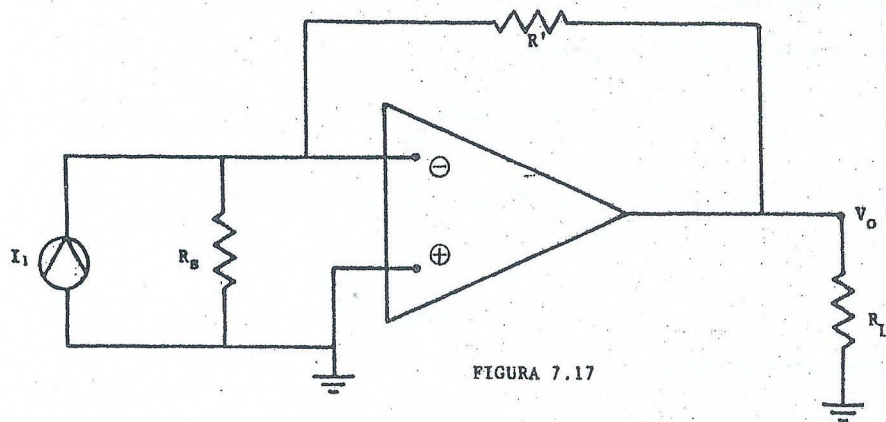 R'
⊖
⊕
I₁
R_s
V_o
R_L
FIGURA 7.17